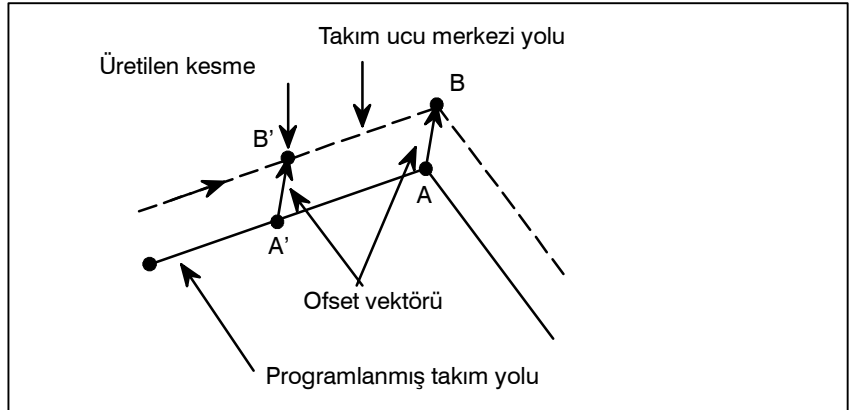 Takım ucu merkezi yolu
Üretilen kesme
B
B’
A
A’
Ofset vektörü
Programlanmış takım yolu